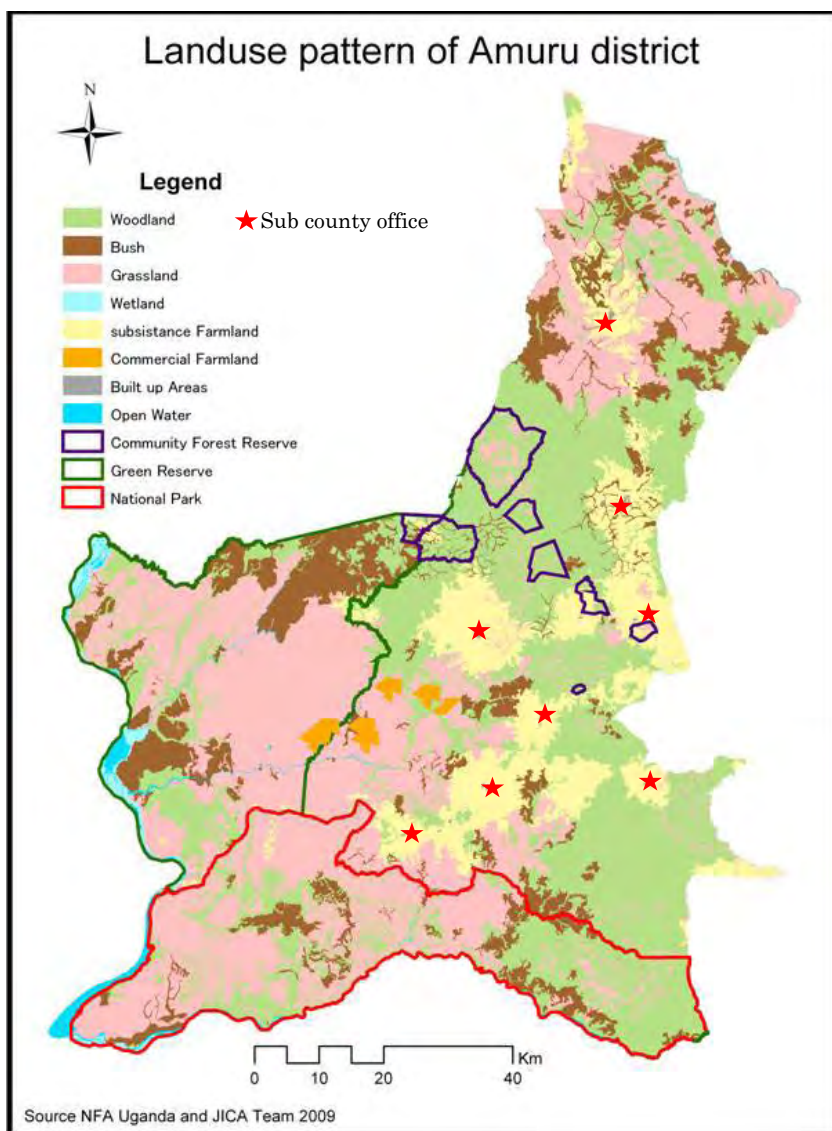 Landuse pattern of Amuru district
N
Legend
Woodland
★ Sub county office
Bush
Grassland
Wetland
subsistance Farmland
Commercial Farmland
Built up Areas
Open Water
Community Forest Reserve
Green Reserve
National Park
Km
0 10 20 40
Source NFA Uganda and JICA Team 2009